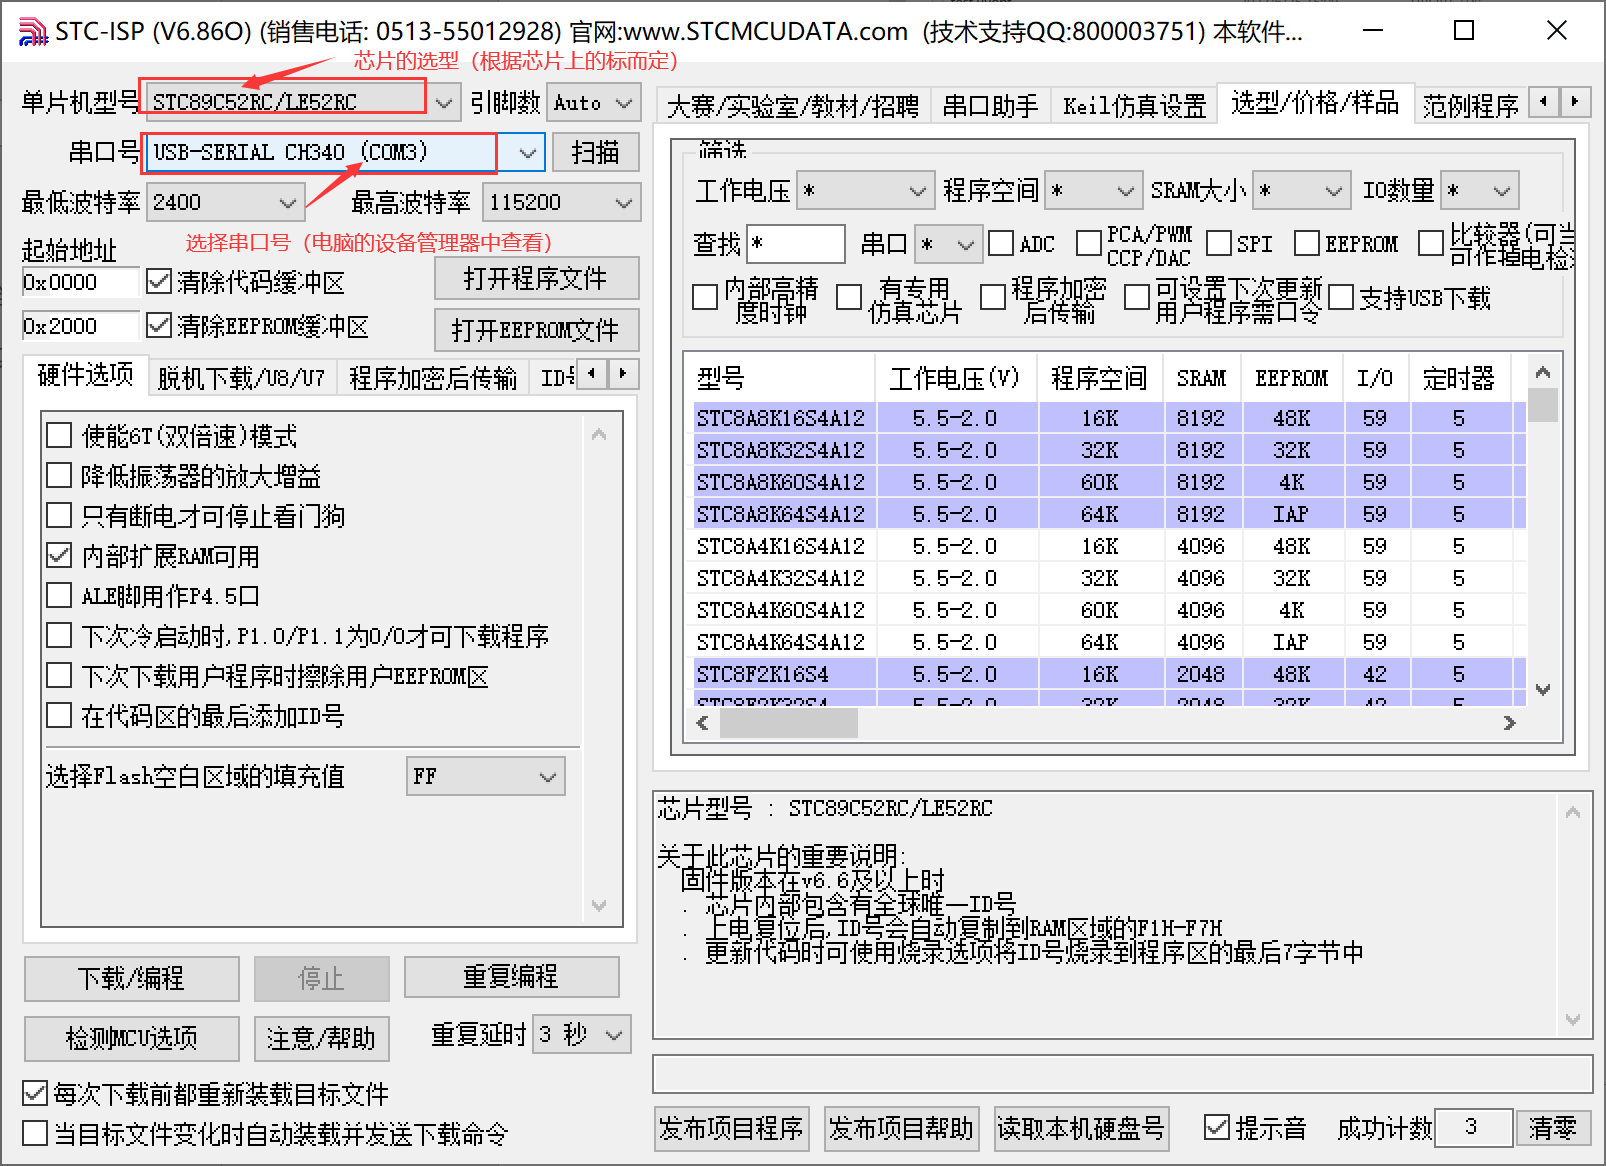 STC-ISP (V6.86O) (销售电话: 0513-55012928) 官网:www.STCMCUDATA.com  (技术支持QQ:800003751) 本软件...
芯片的选型（根据芯片上的标而定）
单片机型号 STC89C52RC/LE52RC 引脚数 Auto
串口号 USB-SERIAL CH340 (COM3) 扫描
最低波特率 2400 最高波特率 115200
选择串口号（电脑的设备管理器中查看）
起始地址
0x0000 清除代码缓冲区 打开程序文件
0x2000 清除EEPROM缓冲区 打开EEPROM文件
硬件选项 脱机下载/U8/U7 程序加密后传输 ID号
使能6T(双倍速)模式
降低振荡器的放大增益
只有断电才可停止看门狗
内部扩展RAM可用
ALE脚用作P4.5口
下次冷启动时,P1.0/P1.1为0/0才可下载程序
下次下载用户程序时擦除用户EEPROM区
在代码区的最后添加ID号
选择Flash空白区域的填充值 FF
下载/编程 停止 重复编程
检测MCU选项 注意/帮助 重复延时 3 秒
每次下载前都重新装载目标文件
当目标文件变化时自动装载并发送下载命令
大赛/实验室/教材/招聘 串口助手 Keil仿真设置 选型/价格/样品 范例程序
筛选
工作电压 * 程序空间 * SRAM大小 * IO数量 *
查找 * 串口 * ADC PCA/PWM CCP/DAC SPI EEPROM 比较器(可当 可作掉电检测
内部高精度时钟 有专用仿真芯片 程序加密后传输 可设置下次更新用户程序需口令 支持USB下载
型号 工作电压(V) 程序空间 SRAM EEPROM I/O 定时器
STC8A8K16S4A12 5.5-2.0 16K 8192 48K 59 5
STC8A8K32S4A12 5.5-2.0 32K 8192 32K 59 5
STC8A8K60S4A12 5.5-2.0 60K 8192 4K 59 5
STC8A8K64S4A12 5.5-2.0 64K 8192 IAP 59 5
STC8A4K16S4A12 5.5-2.0 16K 4096 48K 59 5
STC8A4K32S4A12 5.5-2.0 32K 4096 32K 59 5
STC8A4K60S4A12 5.5-2.0 60K 4096 4K 59 5
STC8A4K64S4A12 5.5-2.0 64K 4096 IAP 59 5
STC8F2K16S4 5.5-2.0 16K 2048 48K 42 5
STC8F2K32S4 5.5-2.0 32K 2048 32K 42 5
芯片型号 : STC89C52RC/LE52RC
关于此芯片的重要说明:
固件版本在v6.6及以上时
. 芯片内部包含有全球唯一ID号
. 上电复位后,ID号会自动复制到RAM区域的F1H-F7H
. 更新代码时可使用烧录选项将ID号烧录到程序区的最后7字节中
发布项目程序 发布项目帮助 读取本机硬盘号 提示音 成功计数 3 清零